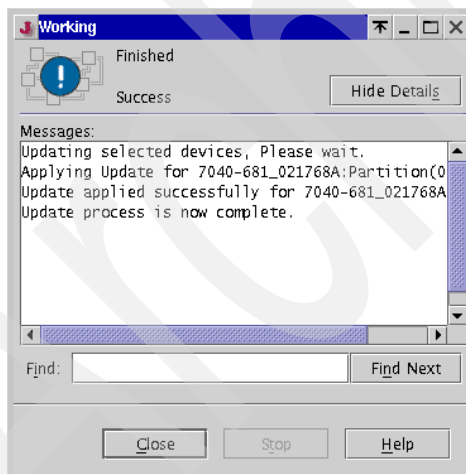 Working
Finished
Success
Hide Details
Messages:
Updating selected devices, Please wait.
Applying Update for 7040-681_021768A:Partition(0
Update applied successfully for 7040-681_021768A
Update process is now complete.
Find:
Find Next
Close
Stop
Help